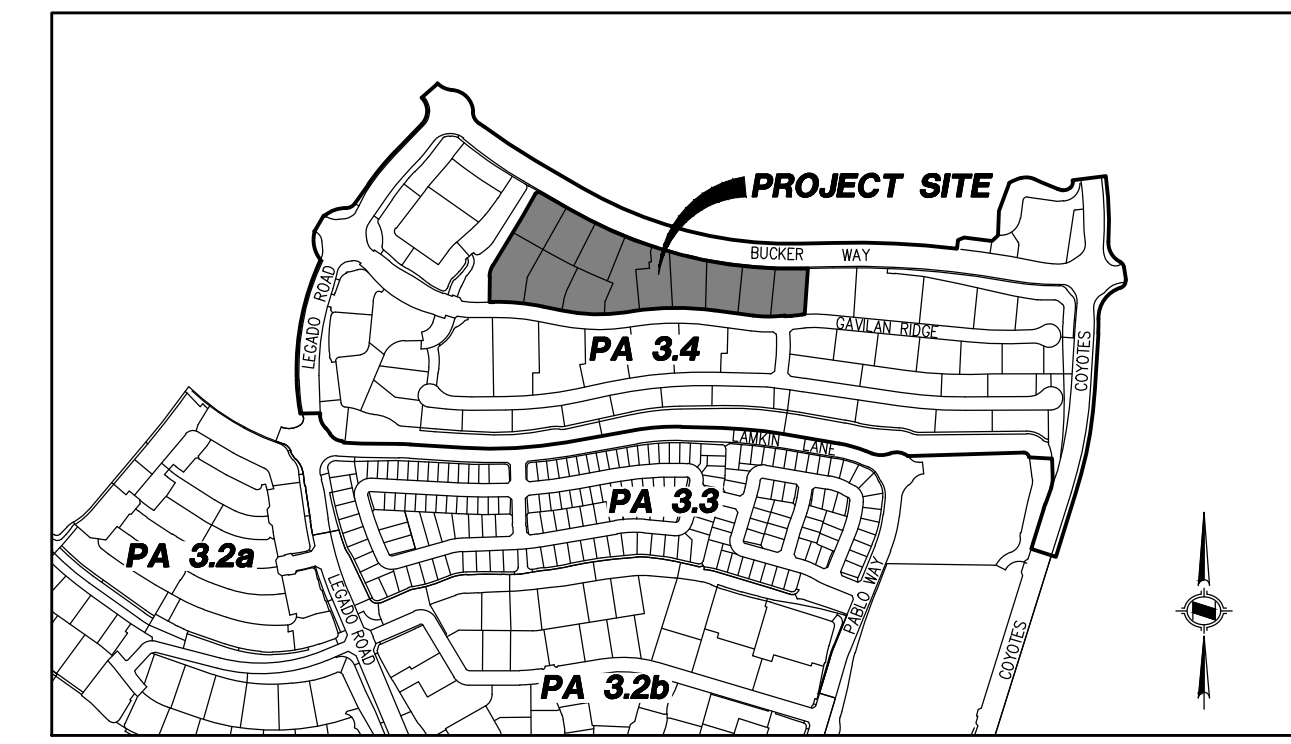 PROJECT SITE
BUCKER WAY
LEGADO ROAD
GAVILAN RIDGE
PA 3.4
COYOTES
LAMKIN LANE
PA 3.3
PA 3.2a
LEGADO ROAD
PABLO WAY
COYOTES
PA 3.2b